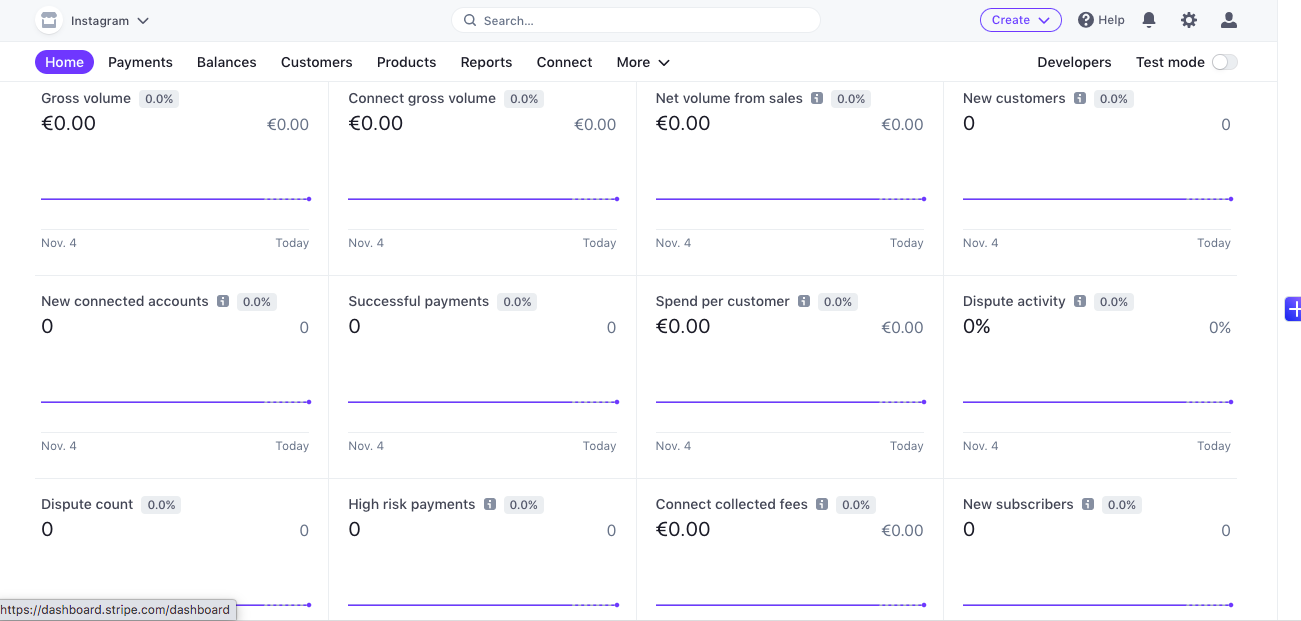 Instagram Search... Create Help
Home Payments Balances Customers Products Reports Connect More Developers Test mode
Gross volume 0.0% Connect gross volume 0.0% Net volume from sales 0.0% New customers 0.0%
€0.00 €0.00 €0.00 €0.00 €0.00 €0.00 0 0
Nov. 4 Today Nov. 4 Today Nov. 4 Today Nov. 4 Today
New connected accounts 0.0% Successful payments 0.0% Spend per customer 0.0% Dispute activity 0.0%
0 0 0 0 €0.00 €0.00 0% 0%
Nov. 4 Today Nov. 4 Today Nov. 4 Today Nov. 4 Today
Dispute count 0.0% High risk payments 0.0% Connect collected fees 0.0% New subscribers 0.0%
0 0 0 0 €0.00 €0.00 0 0
https://dashboard.stripe.com/dashboard